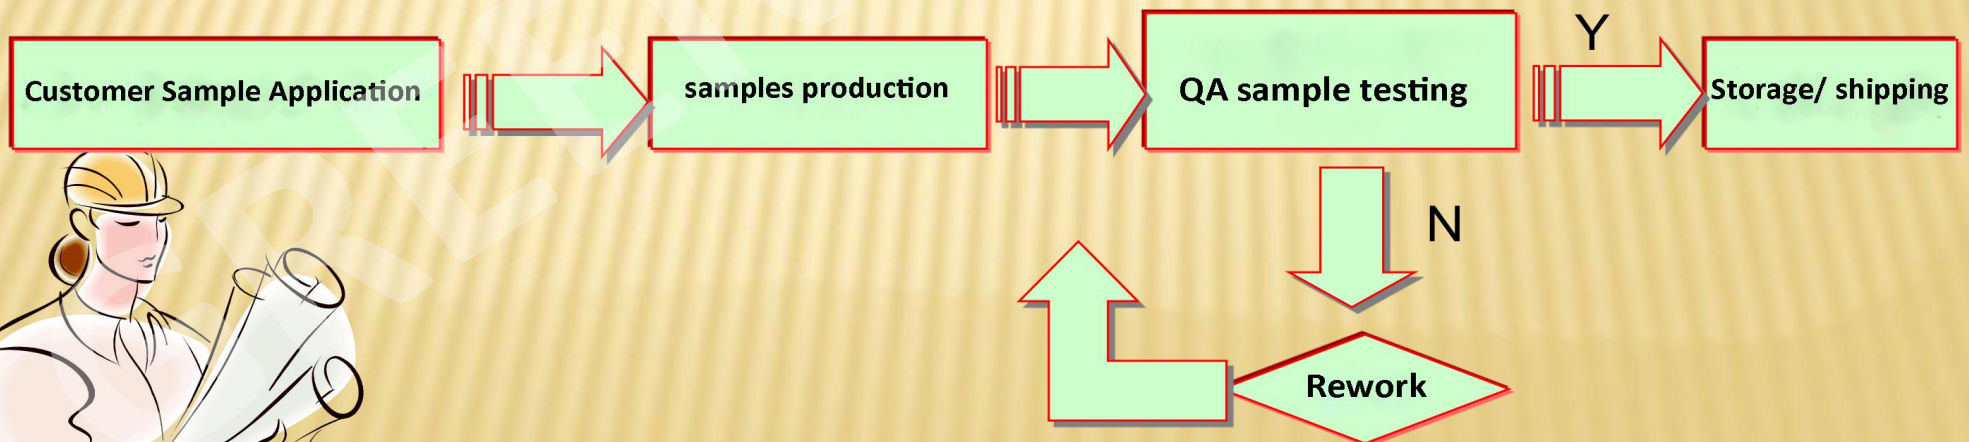 Customer Sample Application
samples production
QA sample testing
Y
Storage/ shipping
N
Rework